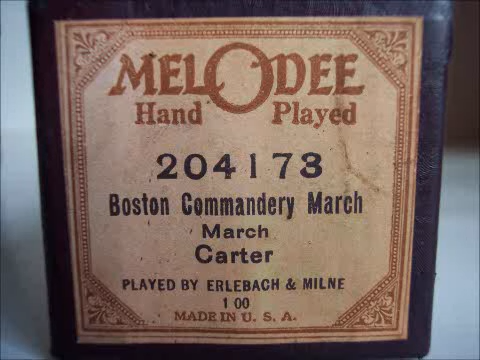 MELODEE
Hand Played
204173
Boston Commandery March
March
Carter
PLAYED BY ERLEBACH & MILNE
1 00
MADE IN U. S. A.